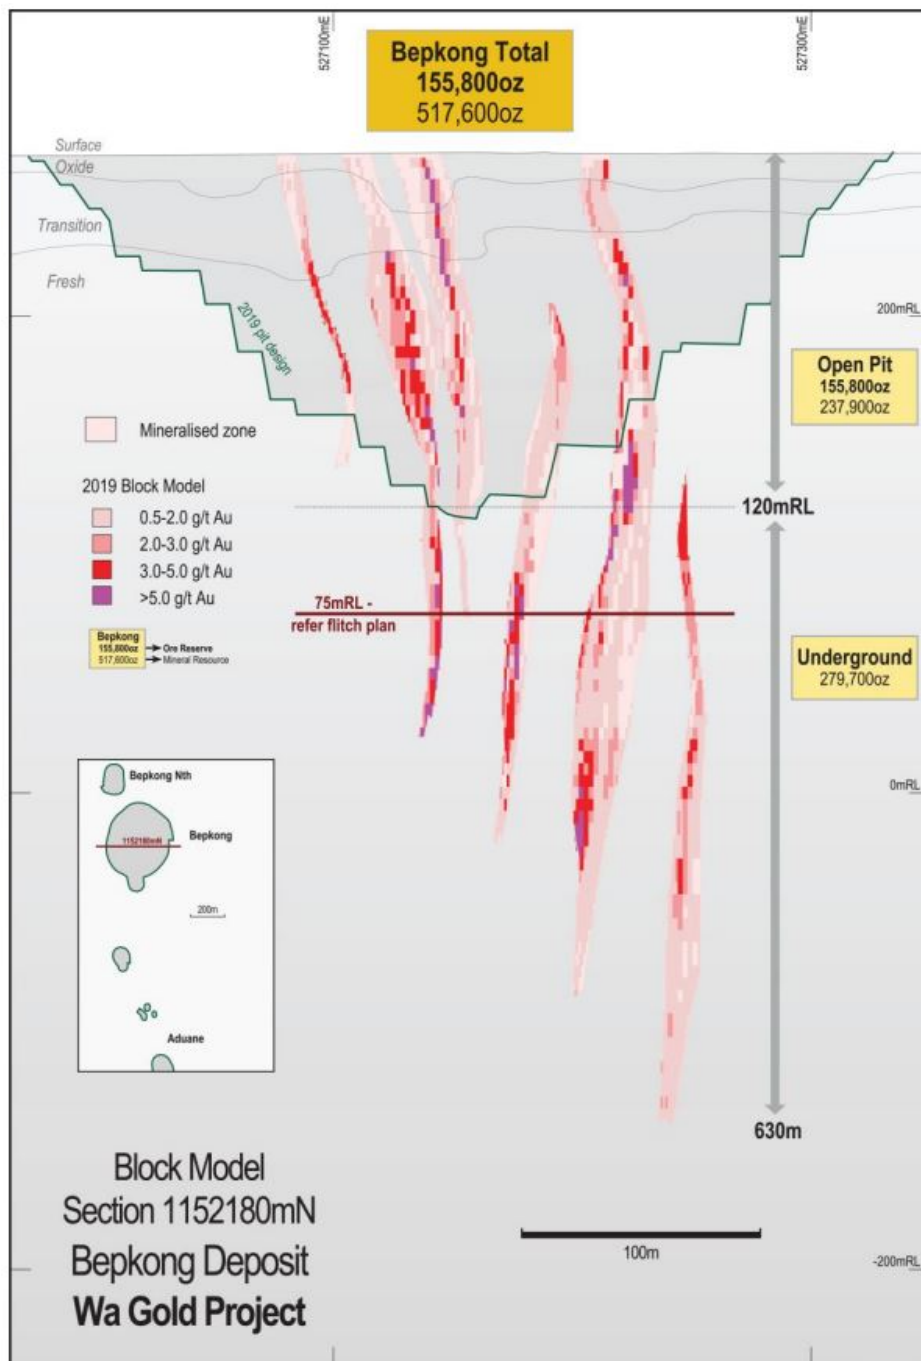 527100mE
527300mE
Bepkong Total
155,800oz
517,600oz
Surface
Oxide
Transition
Fresh
2019 pit design
200mRL
Open Pit
155,800oz
237,900oz
Mineralised zone
2019 Block Model
0.5-2.0 g/t Au
2.0-3.0 g/t Au
3.0-5.0 g/t Au
>5.0 g/t Au
120mRL
75mRL -
refer flitch plan
Bepkong
155,800oz → Ore Reserve
517,600oz → Mineral Resource
Underground
279,700oz
Bepkong Nth
Bepkong
1152180mN
200m
Aduane
0mRL
630m
Block Model
Section 1152180mN
Bepkong Deposit
Wa Gold Project
100m
-200mRL